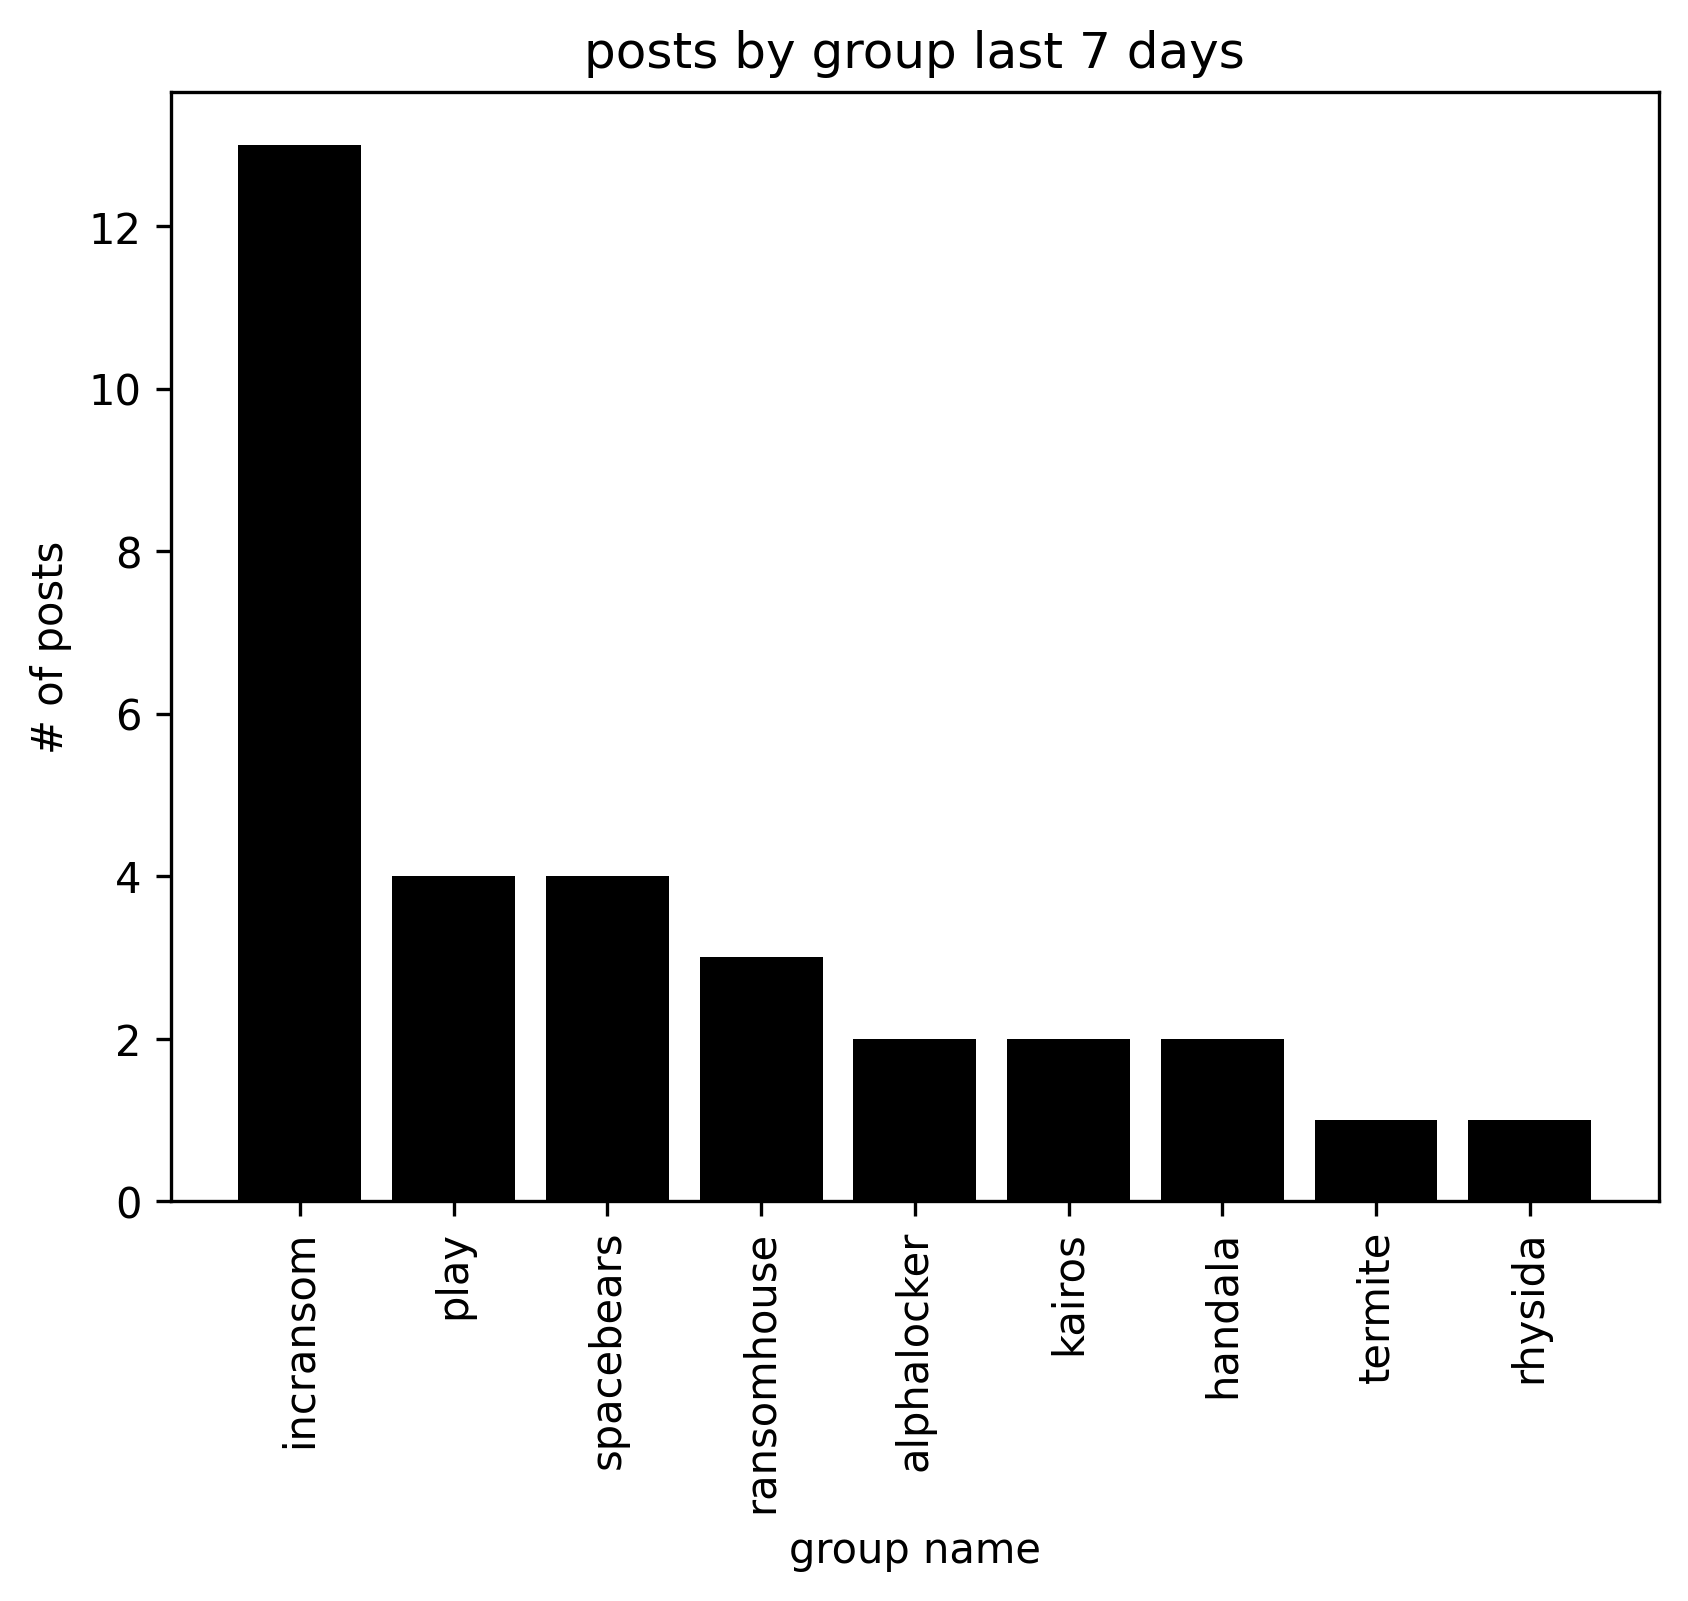 posts by group last 7 days
# of posts
12
10
8
6
4
2
0
incransom
play
spacebears
ransomhouse
alphalocker
kairos
handala
termite
rhysida
group name